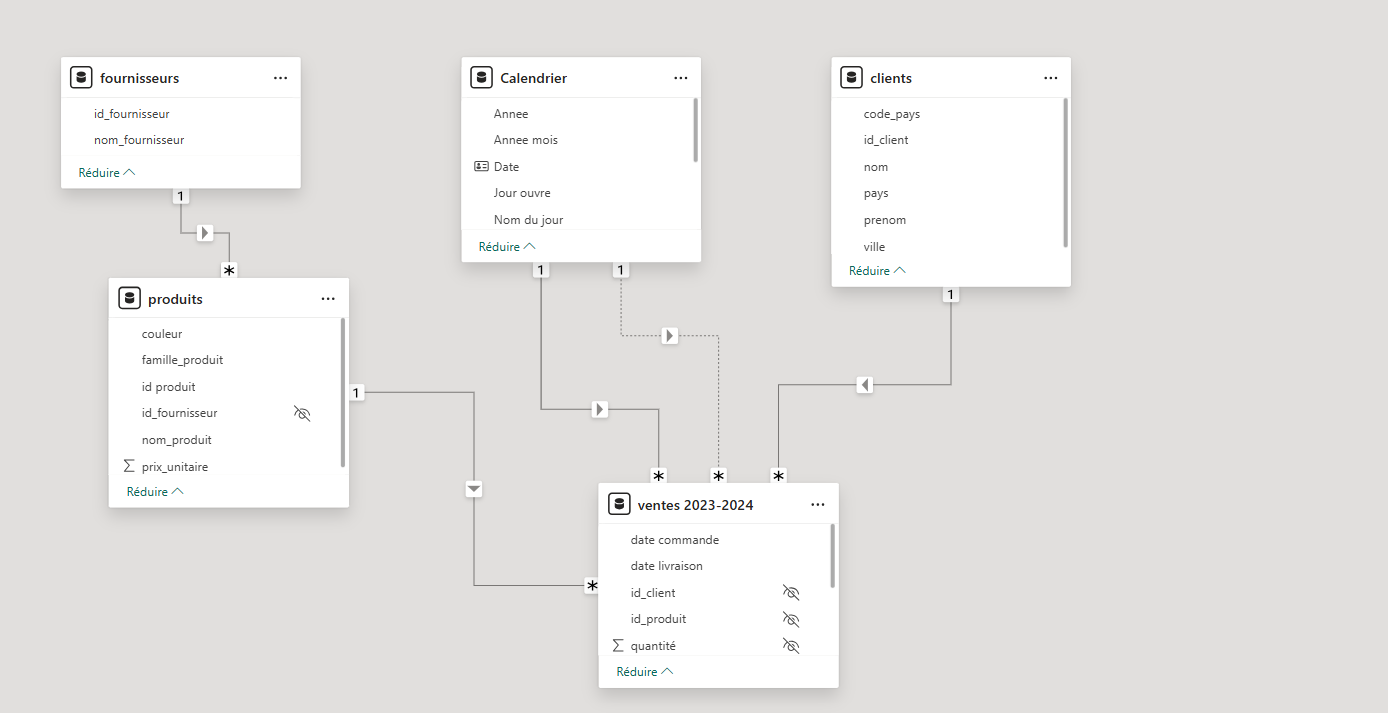 fournisseurs
id_fournisseur
nom_fournisseur
Réduire
1
*
Calendrier
Annee
Annee mois
Date
Jour ouvre
Nom du jour
Réduire
1
1
clients
code_pays
id_client
nom
pays
prenom
ville
Réduire
1
produits
couleur
famille_produit
id produit
id_fournisseur
nom_produit
prix_unitaire
Réduire
1
*
*
*
*
ventes 2023-2024
date commande
date livraison
id_client
id_produit
quantité
Réduire